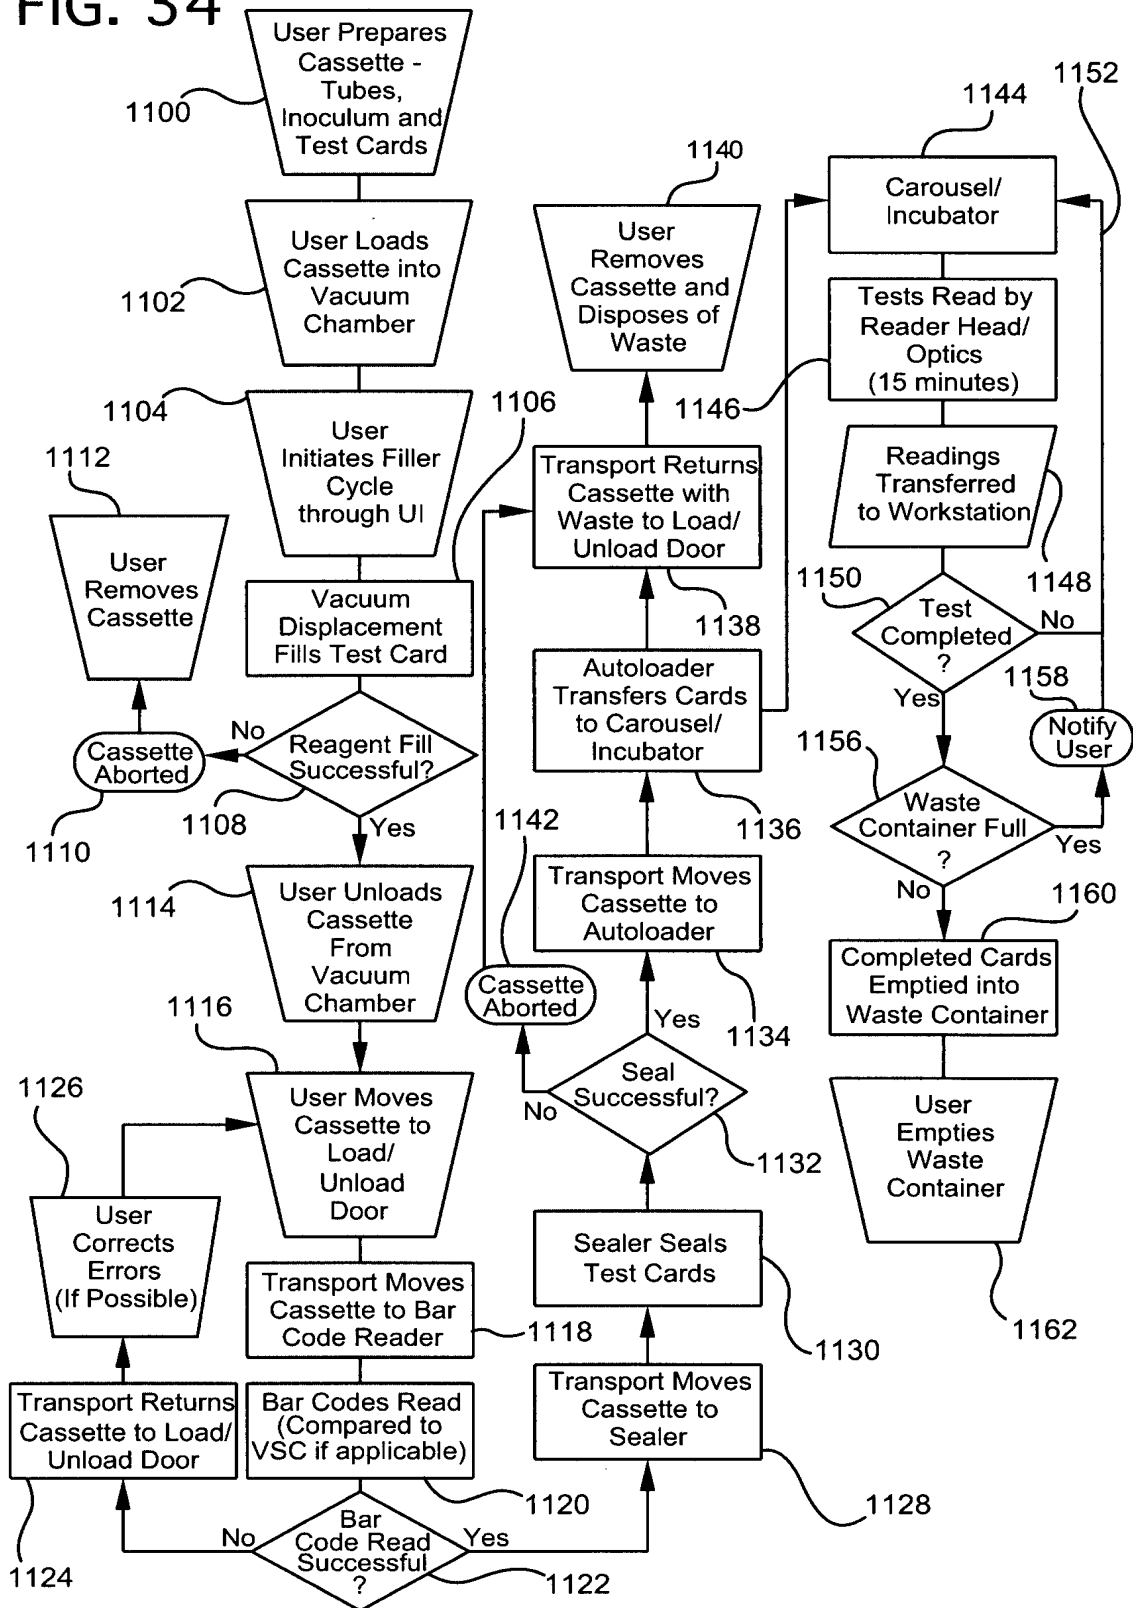 FIG. 34
User Prepares
Cassette -
Tubes,
Inoculum and
Test Cards
1100
User Loads
Cassette into
Vacuum
Chamber
1102
1104
User
Initiates Filler
Cycle
through UI
1106
1112
User
Removes
Cassette
Vacuum
Displacement
Fills Test Card
No
Cassette
Aborted
Reagent Fill
Successful?
1108
1110
Yes
1114
User Unloads
Cassette
From
Vacuum
Chamber
1116
User Moves
Cassette to
Load/
Unload
Door
1126
User
Corrects
Errors
(If Possible)
Transport Moves
Cassette to Bar
Code Reader
1118
Transport Returns
Cassette to Load/
Unload Door
Bar Codes Read
(Compared to
VSC if applicable)
1120
No
Bar
Code Read
Successful
?
Yes
1124
1122
1140
User
Removes
Cassette and
Disposes of
Waste
Transport Returns
Cassette with
Waste to Load/
Unload Door
1138
Autoloader
Transfers Cards
to Carousel/
Incubator
1136
1142
Transport Moves
Cassette to
Autoloader
1134
Cassette
Aborted
Yes
Seal
Successful?
No
1132
Sealer Seals
Test Cards
1130
Transport Moves
Cassette to
Sealer
1128
1144
1152
Carousel/
Incubator
Tests Read by
Reader Head/
Optics
(15 minutes)
1146
Readings
Transferred
to Workstation
1148
1150
Test
Completed
?
No
Yes
1158
Notify
User
1156
Waste
Container Full
?
Yes
No
1160
Completed Cards
Emptied into
Waste Container
User
Empties
Waste
Container
1162